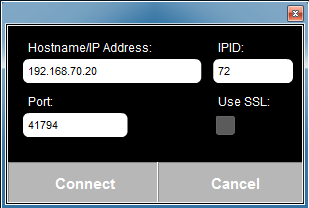 Hostname/IP Address: IPID:
192.168.70.20 72
Port: Use SSL:
41794
Connect Cancel